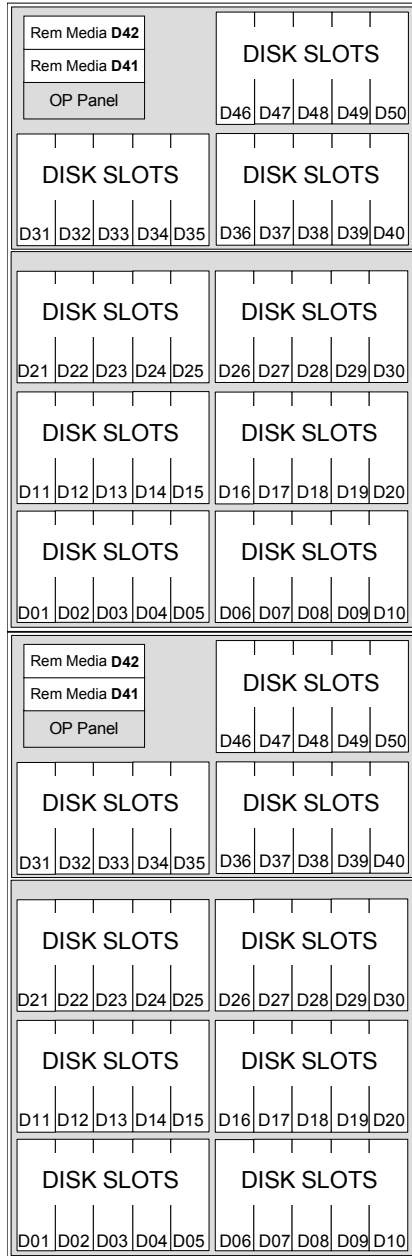 Rem Media D42
Rem Media D41
OP Panel
DISK SLOTS
D46 D47 D48 D49 D50
DISK SLOTS
D31 D32 D33 D34 D35
DISK SLOTS
D36 D37 D38 D39 D40
DISK SLOTS
D21 D22 D23 D24 D25
DISK SLOTS
D26 D27 D28 D29 D30
DISK SLOTS
D11 D12 D13 D14 D15
DISK SLOTS
D16 D17 D18 D19 D20
DISK SLOTS
D01 D02 D03 D04 D05
DISK SLOTS
D06 D07 D08 D09 D10
Rem Media D42
Rem Media D41
OP Panel
DISK SLOTS
D46 D47 D48 D49 D50
DISK SLOTS
D31 D32 D33 D34 D35
DISK SLOTS
D36 D37 D38 D39 D40
DISK SLOTS
D21 D22 D23 D24 D25
DISK SLOTS
D26 D27 D28 D29 D30
DISK SLOTS
D11 D12 D13 D14 D15
DISK SLOTS
D16 D17 D18 D19 D20
DISK SLOTS
D01 D02 D03 D04 D05
DISK SLOTS
D06 D07 D08 D09 D10